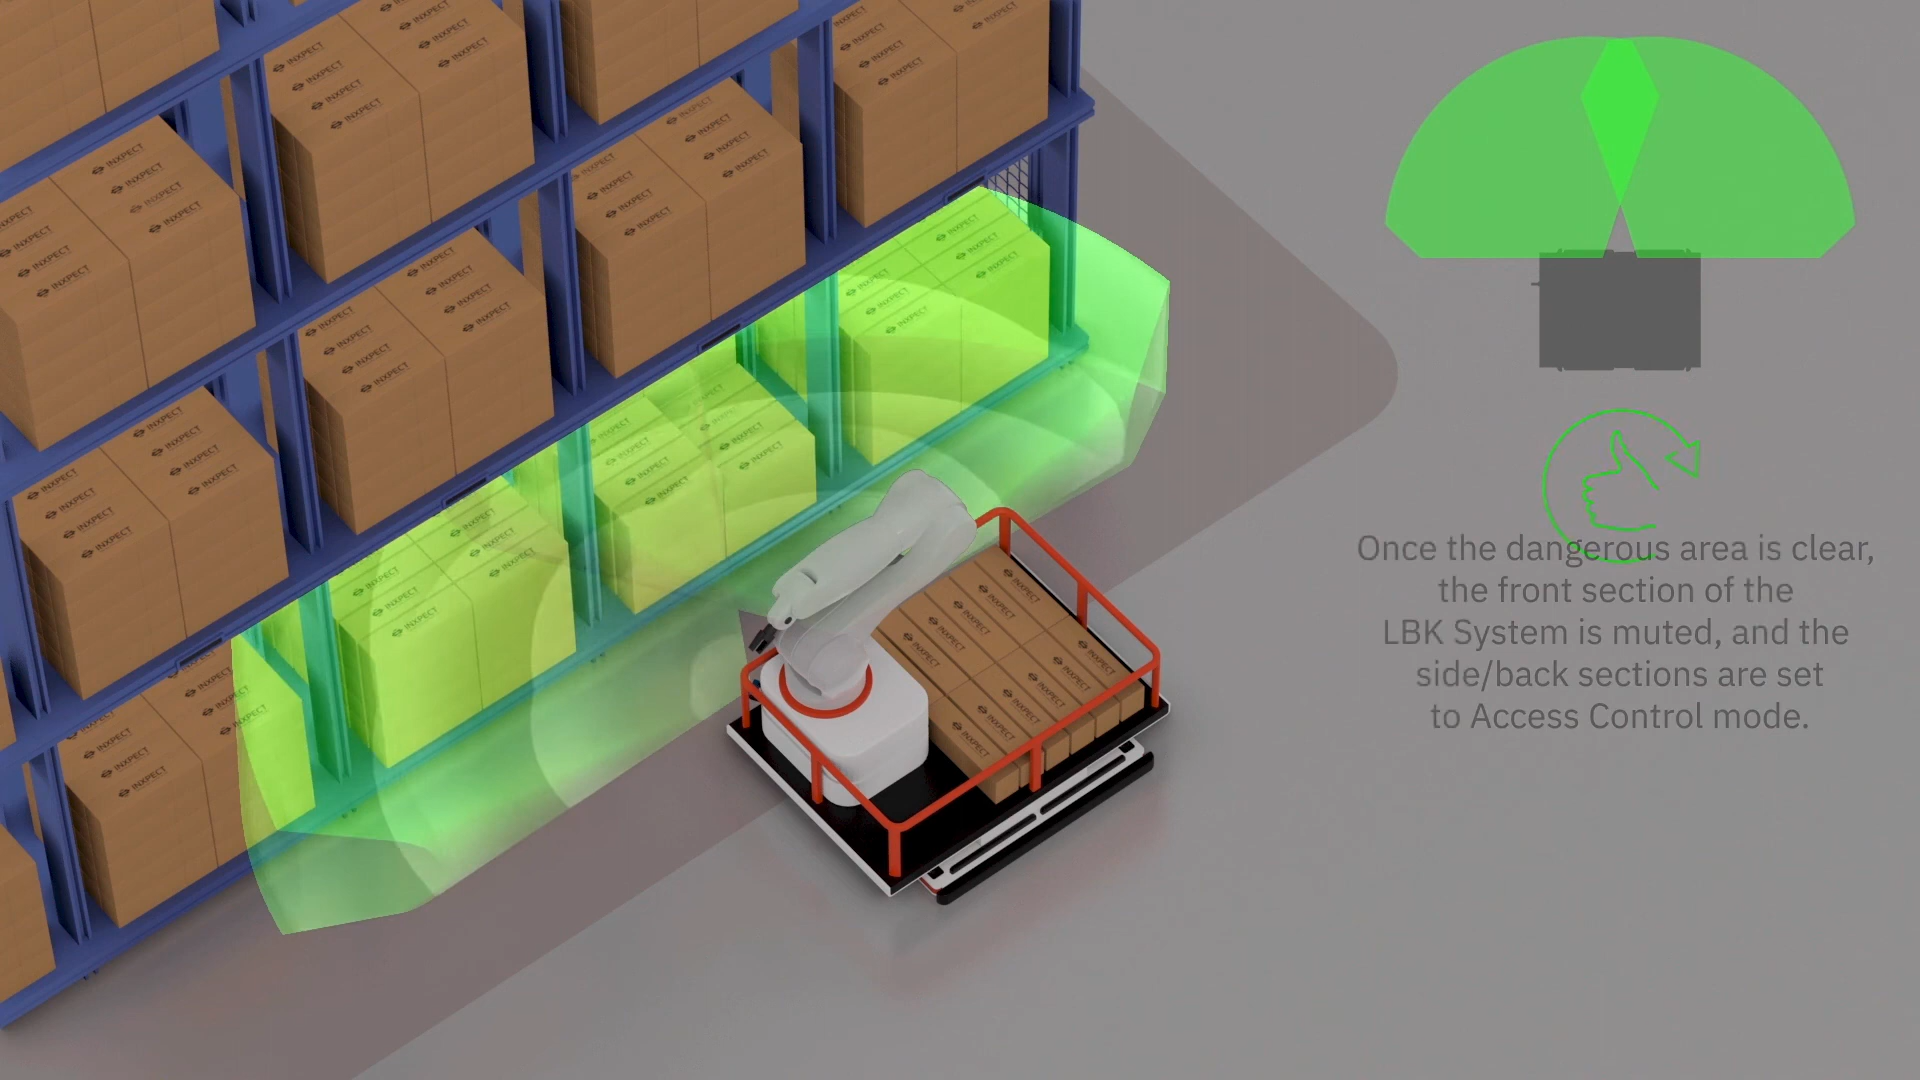 INXPECT
Once the dangerous area is clear,
the front section of the
LBK System is muted, and the
side/back sections are set
to Access Control mode.